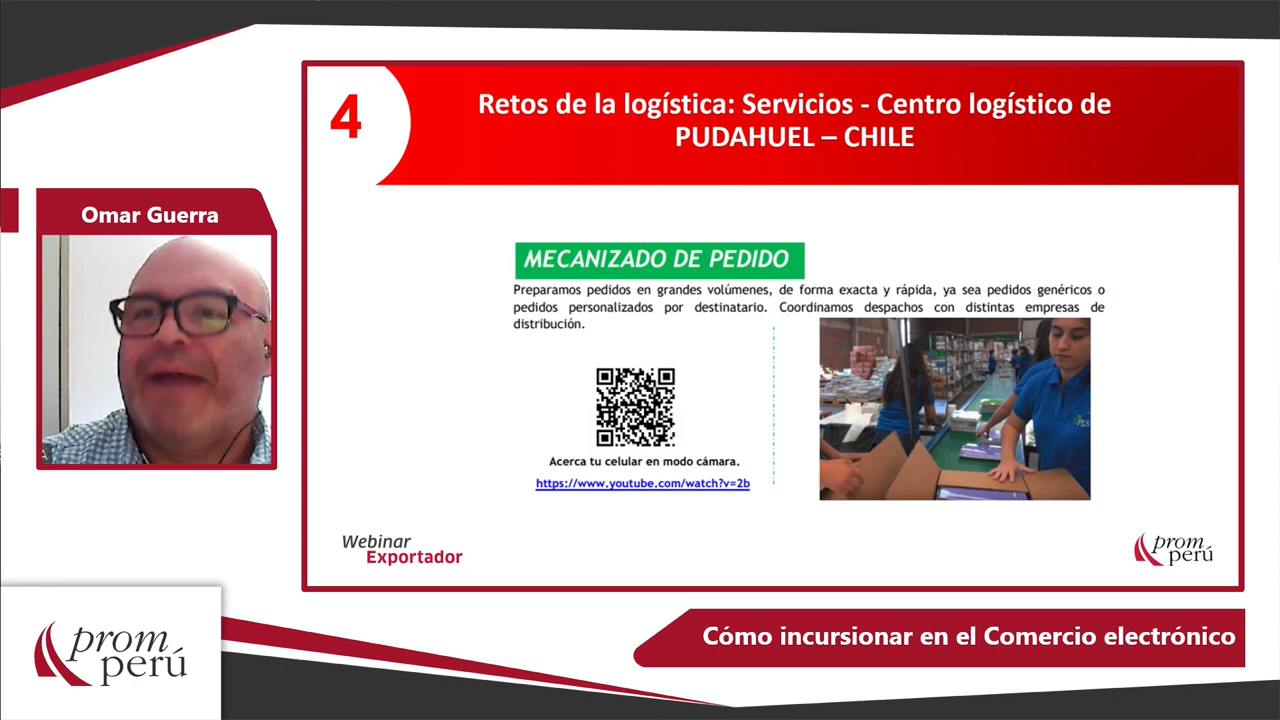 4
Retos de la logística: Servicios - Centro logístico de
PUDAHUEL – CHILE
Omar Guerra
MECANIZADO DE PEDIDO
Preparamos pedidos en grandes volúmenes, de forma exacta y rápida, ya sea pedidos genéricos o
pedidos personalizados por destinatario. Coordinamos despachos con distintas empresas de
distribución.
Acerca tu celular en modo cámara.
https://www.youtube.com/watch?v=2b
Webinar
Exportador
prom
perú
Cómo incursionar en el Comercio electrónico
prom
perú